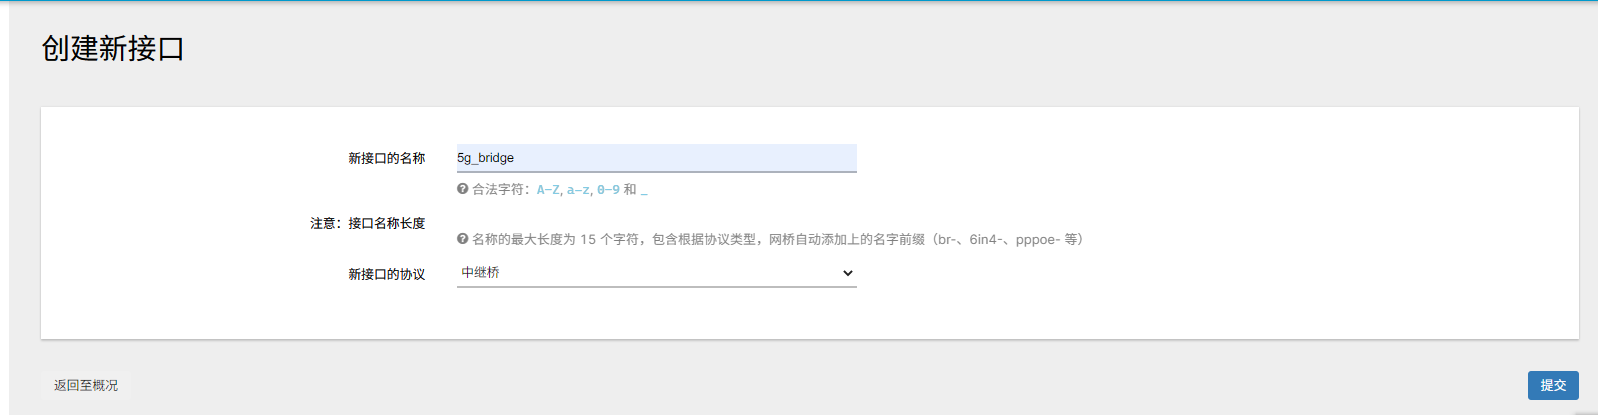 创建新接口
新接口的名称
5g_bridge
合法字符：A-Z, a-z, 0-9 和 _
注意：接口名称长度
名称的最大长度为 15 个字符，包含根据协议类型，网桥自动添加上的名字前缀（br-、6in4-、pppoe- 等）
新接口的协议
中继桥
返回至概况
提交